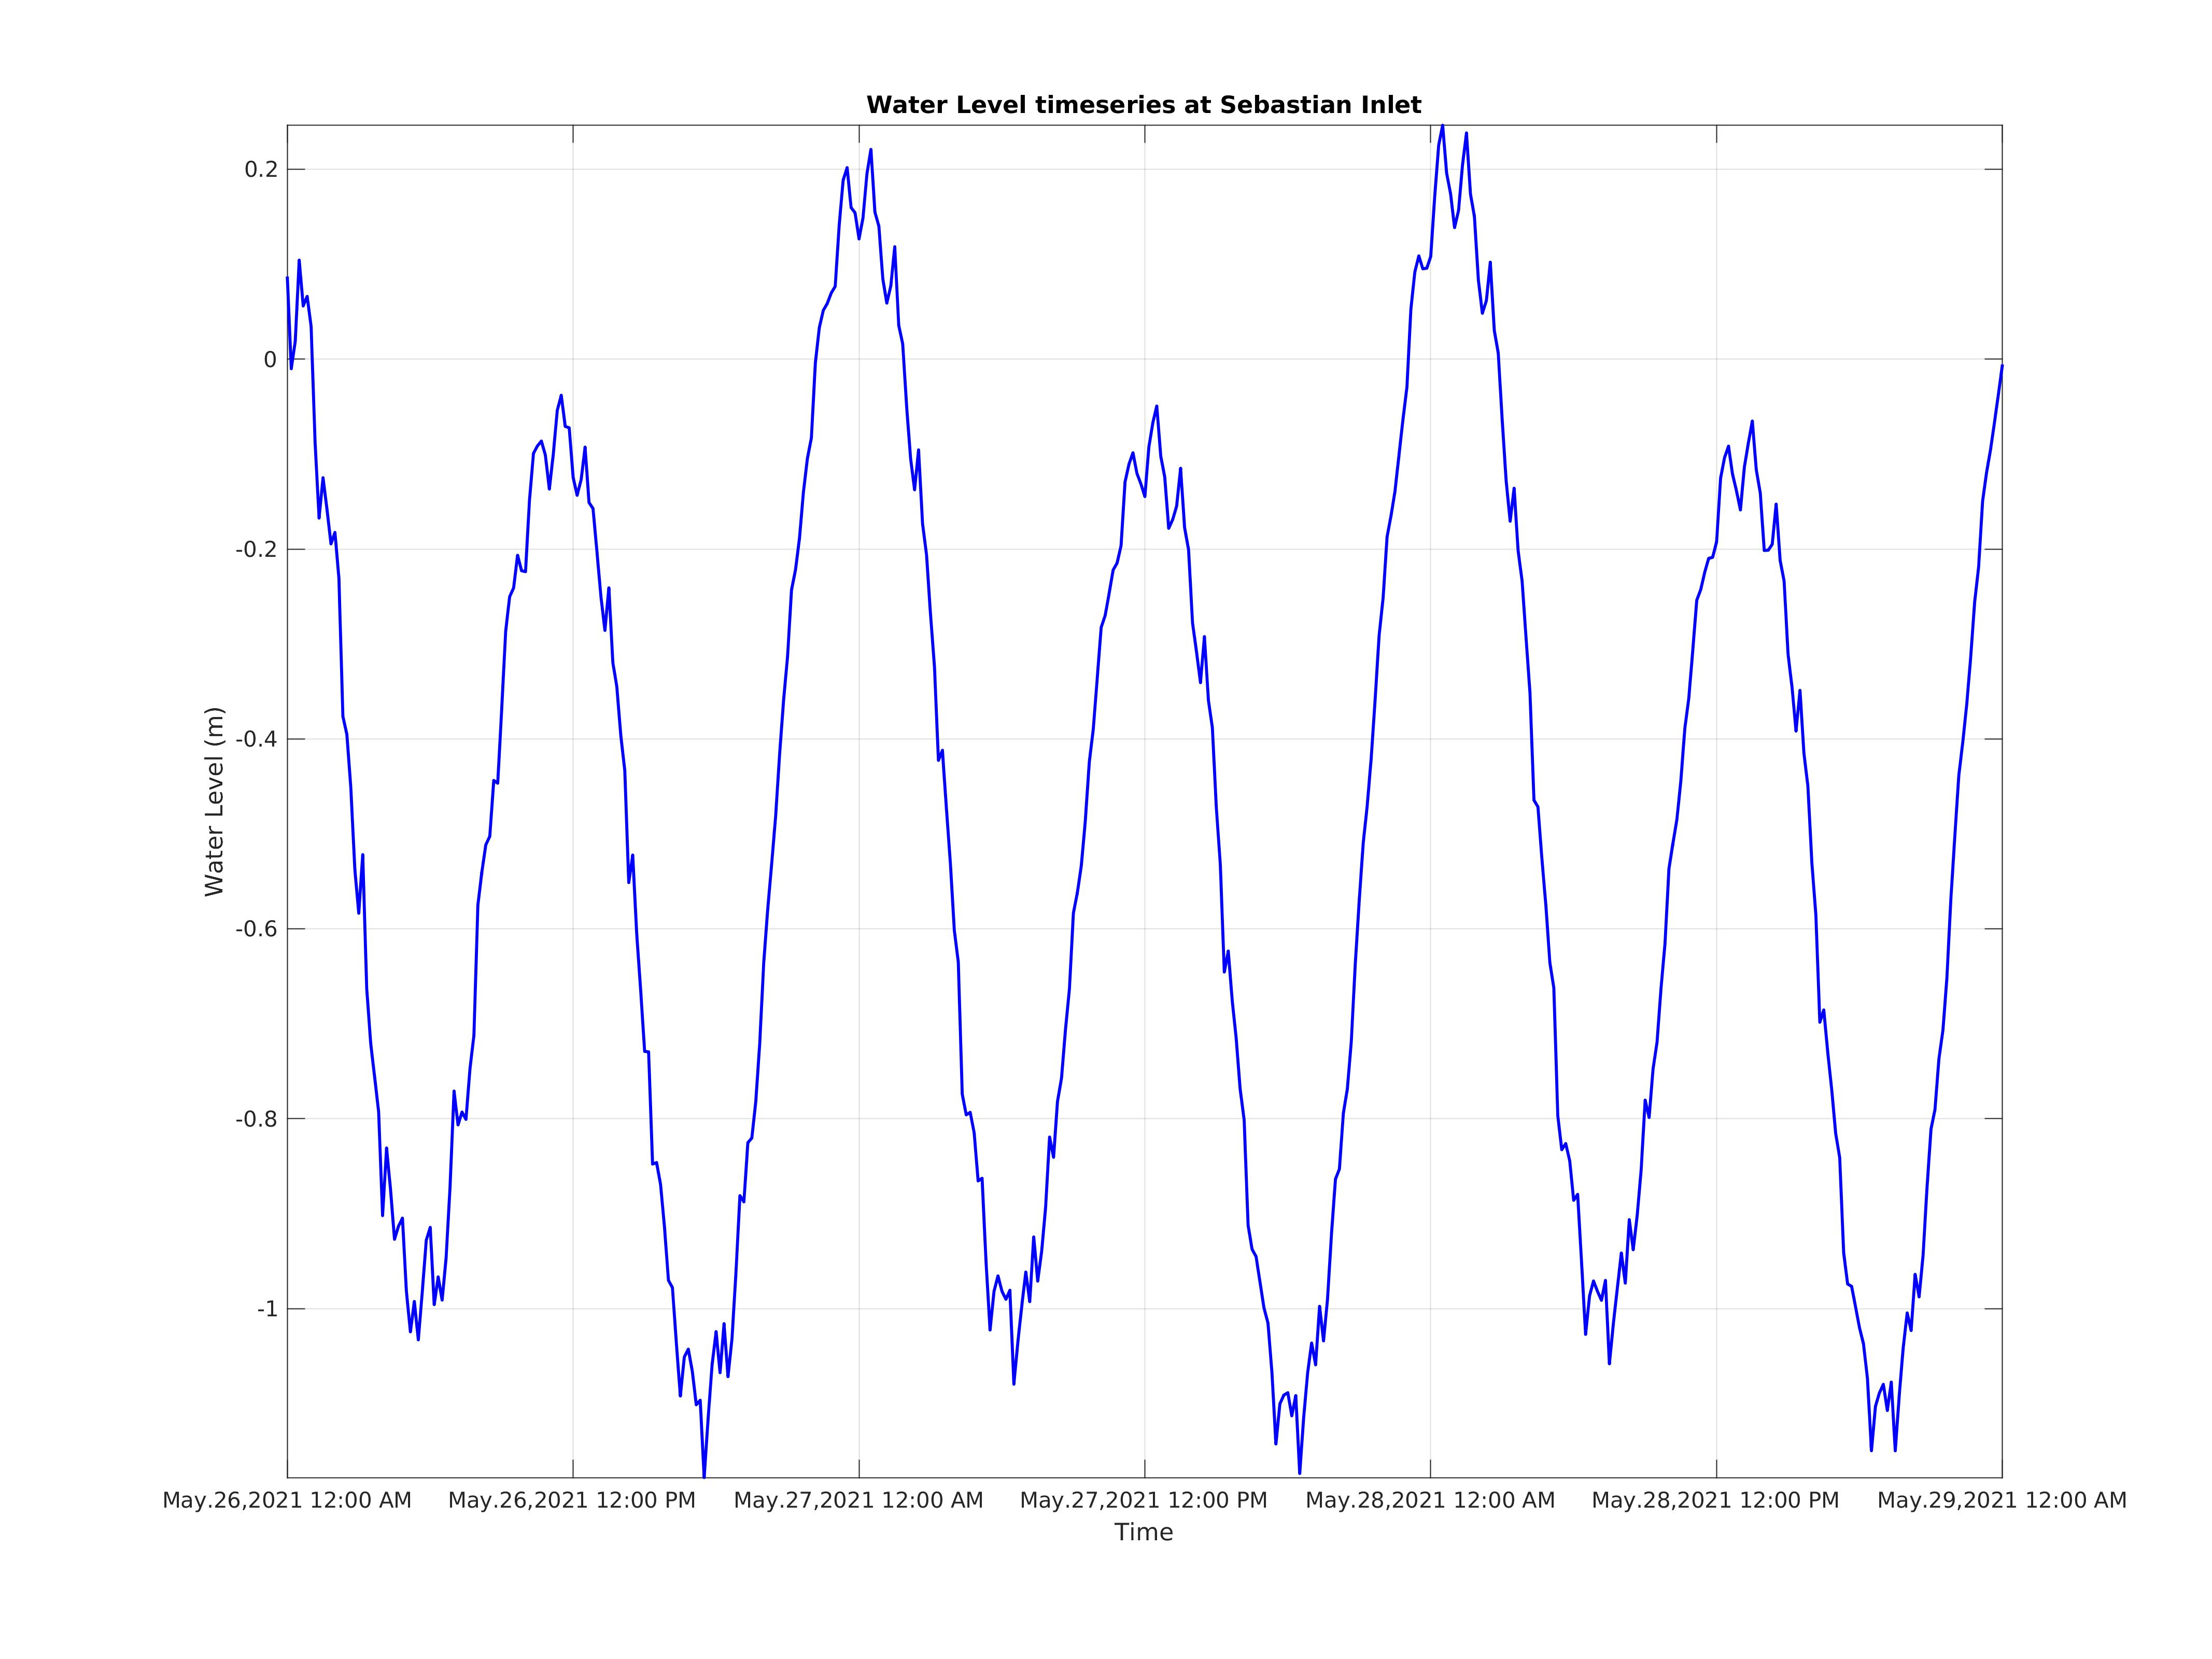 Water Level timeseries at Sebastian Inlet
0.2
0
-0.2
-0.4
-0.6
-0.8
-1
Water Level (m)
May.26,2021 12:00 AM
May.26,2021 12:00 PM
May.27,2021 12:00 AM
May.27,2021 12:00 PM
May.28,2021 12:00 AM
May.28,2021 12:00 PM
May.29,2021 12:00 AM
Time